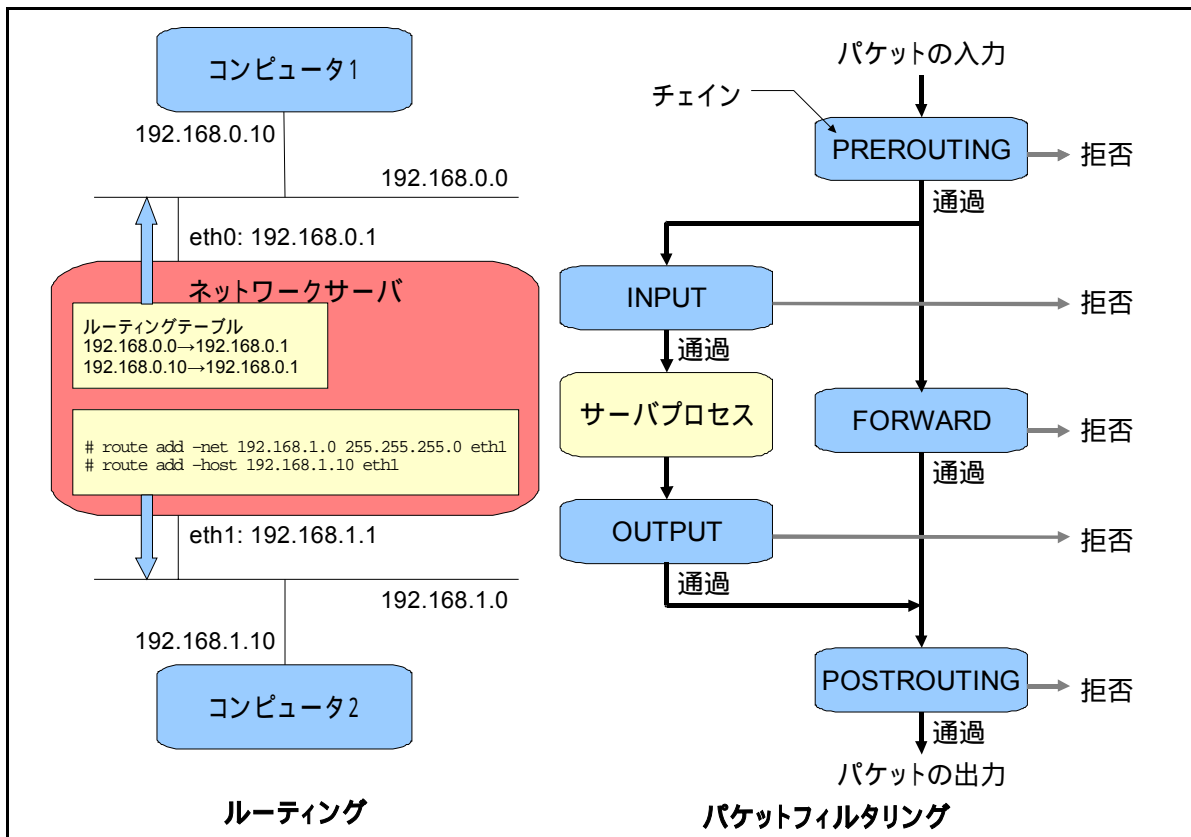 コンピュータ1
192.168.0.10
192.168.0.0
eth0: 192.168.0.1
ネットワークサーバ
ルーティングテーブル
192.168.0.0→192.168.0.1
192.168.0.10→192.168.0.1
# route add –net 192.168.1.0 255.255.255.0 eth1
# route add –host 192.168.1.10 eth1
eth1: 192.168.1.1
192.168.1.0
192.168.1.10
コンピュータ2
ルーティング
パケットの入力
チェイン
PREROUTING
拒否
通過
INPUT
拒否
通過
サーバプロセス
FORWARD
拒否
通過
OUTPUT
拒否
通過
POSTROUTING
拒否
通過
パケットの出力
パケットフィルタリング